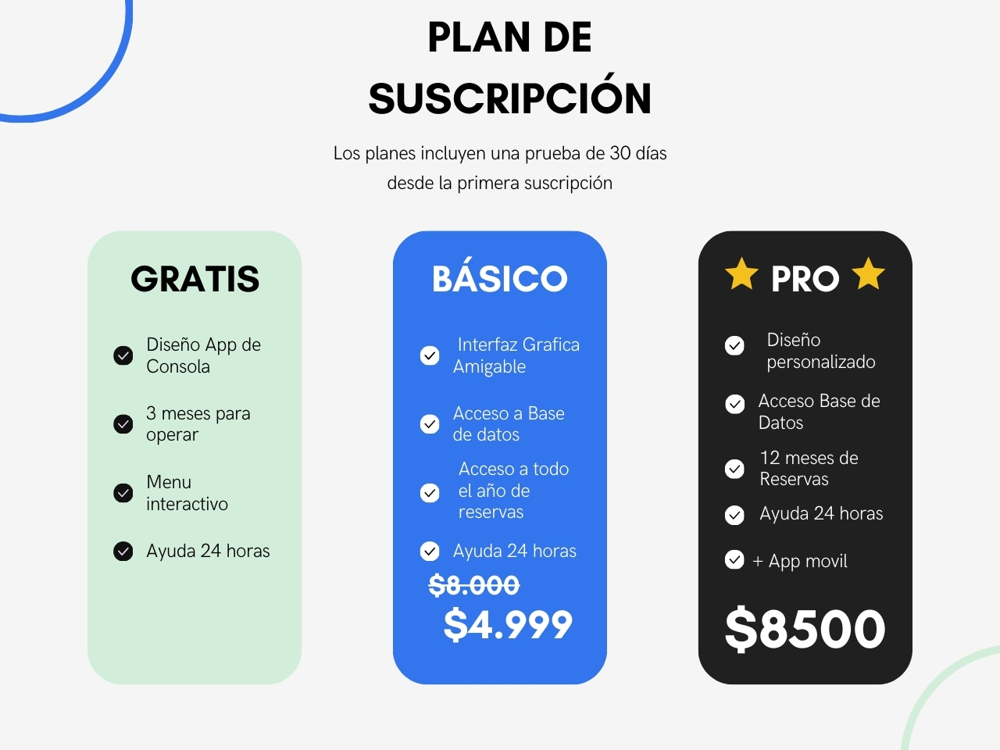 PLAN DE
SUSCRIPCIÓN
Los planes incluyen una prueba de 30 días
desde la primera suscripción
GRATIS
Diseño App de
Consola
3 meses para
operar
Menu
interactivo
Ayuda 24 horas
BÁSICO
Interfaz Grafica
Amigable
Acceso a Base
de datos
Acceso a todo
el año de
reservas
Ayuda 24 horas
$8.000
$4.999
PRO
Diseño
personalizado
Acceso Base de
Datos
12 meses de
Reservas
Ayuda 24 horas
+ App movil
$8500